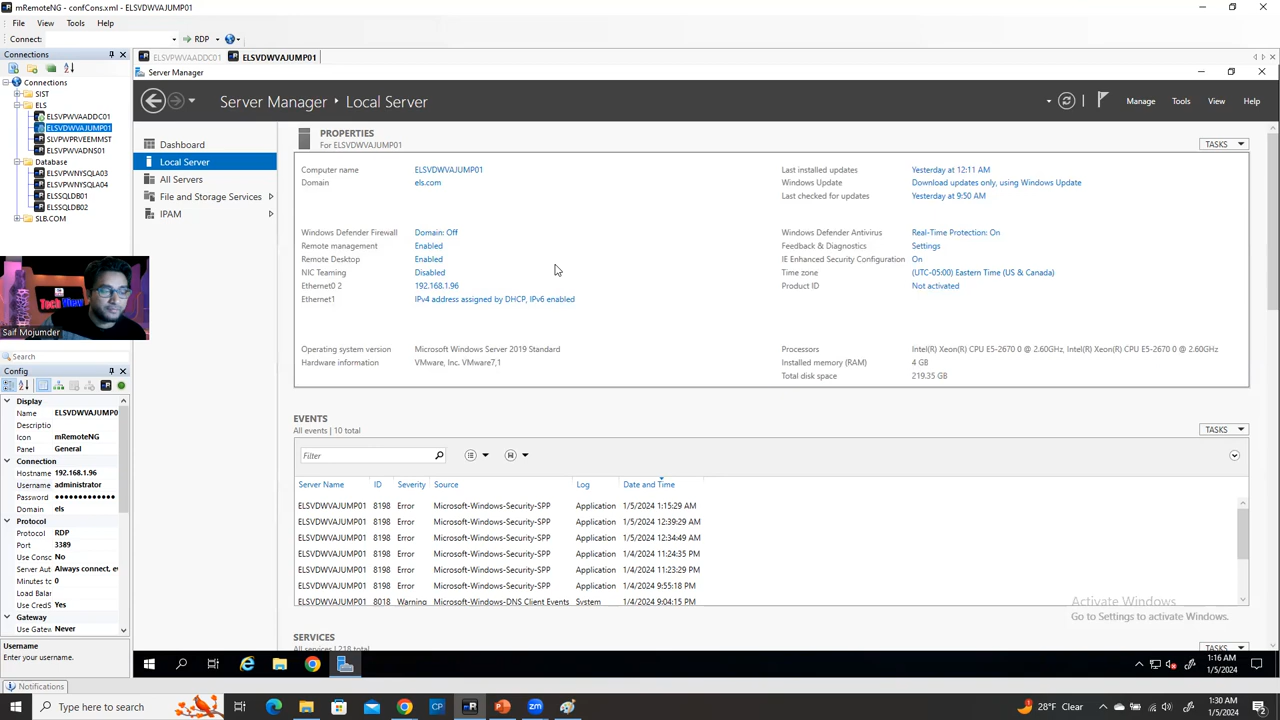 mRemoteNG - confCons.xml - ELSVDWVAJUMP01
File View Tools Help
Connect: RDP
Connections
ELSVPWVAADDC01 ELSVDWVAJUMP01
Server Manager
Connections
SIST
ELS
ELSVPWVAADDC01
ELSVDWVAJUMP01
SLVPWPRVEEMMST
SLVPWVADNS01
Database
ELSVPWNYSQLA03
ELSVPWNYSQLA04
ELSSQLDB01
ELSSQLDB02
SLB.COM
Tech View
Saif Mojumder
Search
Config
Display
Name ELSVDWVAJUMP0
Descriptio
Icon mRemoteNG
Panel General
Connection
Hostname 192.168.1.96
Username administrator
Password ••••••••••••••
Domain els
Protocol
Protocol RDP
Port 3389
Use Consc No
Server Aut Always connect, e
Minutes to 0
Load Balar
Use CredS Yes
Gateway
Use Gatew Never
Username
Enter your username.
Notifications
Server Manager Local Server
Manage Tools View Help
Dashboard
Local Server
All Servers
File and Storage Services
IPAM
PROPERTIES
For ELSVDWVAJUMP01
TASKS
Computer name ELSVDWVAJUMP01
Domain els.com
Last installed updates Yesterday at 12:11 AM
Windows Update Download updates only, using Windows Update
Last checked for updates Yesterday at 9:50 AM
Windows Defender Firewall Domain: Off
Remote management Enabled
Remote Desktop Enabled
NIC Teaming Disabled
Ethernet0 2 192.168.1.96
Ethernet1 IPv4 address assigned by DHCP, IPv6 enabled
Windows Defender Antivirus Real-Time Protection: On
Feedback & Diagnostics Settings
IE Enhanced Security Configuration On
Time zone (UTC-05:00) Eastern Time (US & Canada)
Product ID Not activated
Operating system version Microsoft Windows Server 2019 Standard
Hardware information VMware, Inc. VMware7,1
Processors Intel(R) Xeon(R) CPU E5-2670 0 @ 2.60GHz, Intel(R) Xeon(R) CPU E5-2670 0 @ 2.60GHz
Installed memory (RAM) 4 GB
Total disk space 219.35 GB
EVENTS
All events | 10 total
TASKS
Filter
Server Name ID Severity Source Log Date and Time
ELSVDWVAJUMP01 8198 Error Microsoft-Windows-Security-SPP Application 1/5/2024 1:15:29 AM
ELSVDWVAJUMP01 8198 Error Microsoft-Windows-Security-SPP Application 1/5/2024 12:39:29 AM
ELSVDWVAJUMP01 8198 Error Microsoft-Windows-Security-SPP Application 1/5/2024 12:34:49 AM
ELSVDWVAJUMP01 8198 Error Microsoft-Windows-Security-SPP Application 1/4/2024 11:24:35 PM
ELSVDWVAJUMP01 8198 Error Microsoft-Windows-Security-SPP Application 1/4/2024 11:23:29 PM
ELSVDWVAJUMP01 8198 Error Microsoft-Windows-Security-SPP Application 1/4/2024 9:55:18 PM
ELSVDWVAJUMP01 8018 Warning Microsoft-Windows-DNS Client Events System 1/4/2024 9:04:15 PM
Activate Windows
Go to Settings to activate Windows.
SERVICES
All services | 218 total
TASKS
1:16 AM
1/5/2024
Type here to search
28°F Clear
1:30 AM
1/5/2024